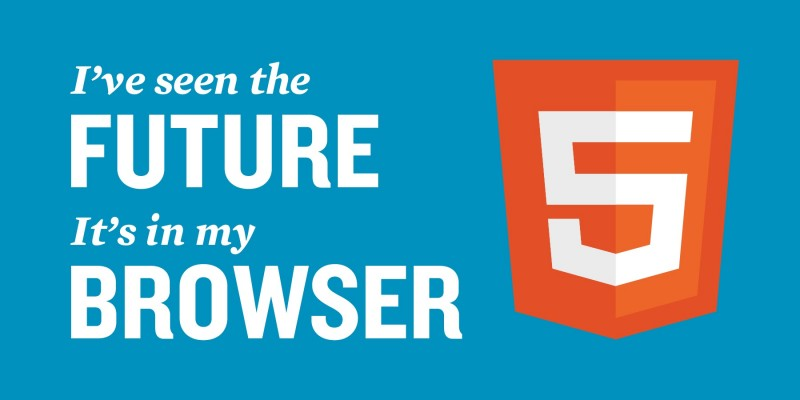 I’ve seen the
FUTURE
It’s in my
BROWSER
5